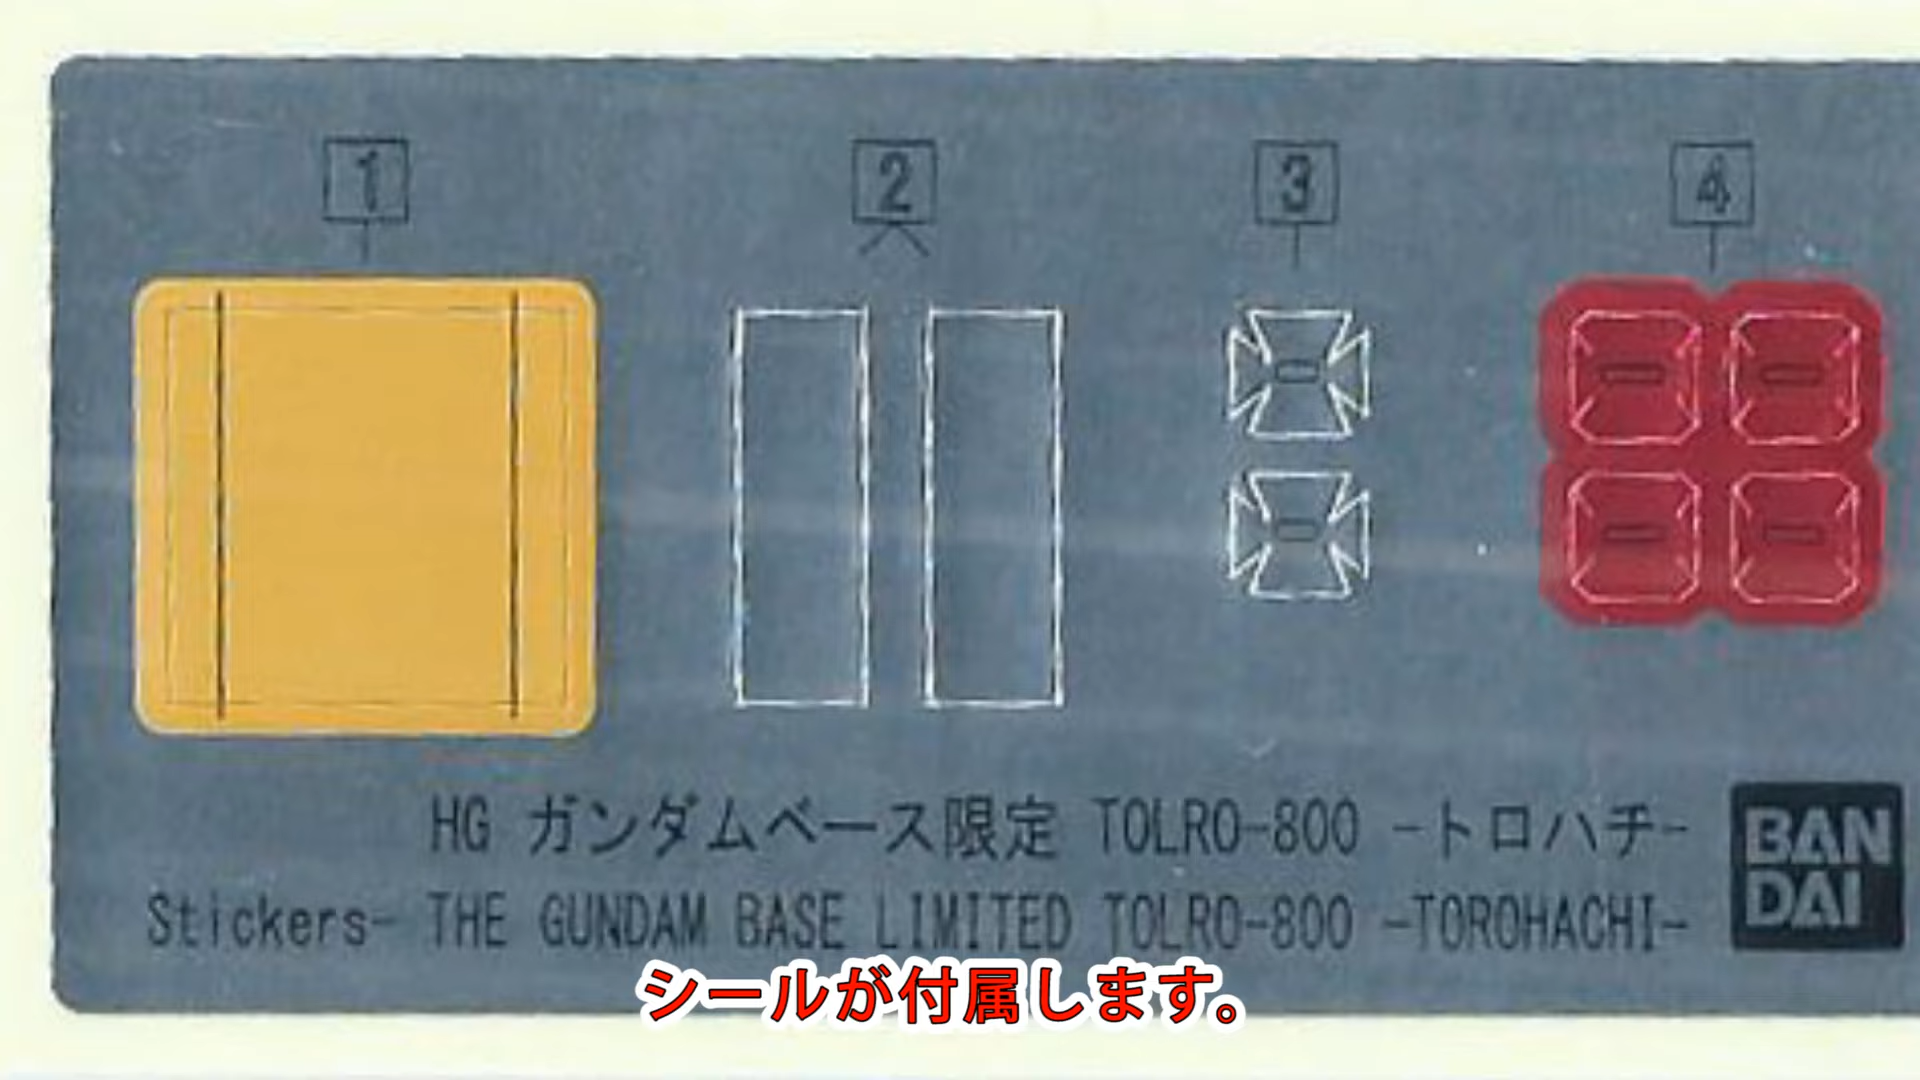 1 2 3 4
HG ガンダムベース限定 TOLRO-800 -トロハチ-
Stickers- THE GUNDAM BASE LIMITED TOLRO-800 -TOROHACHI-
BAN
DAI
シールが付属します。